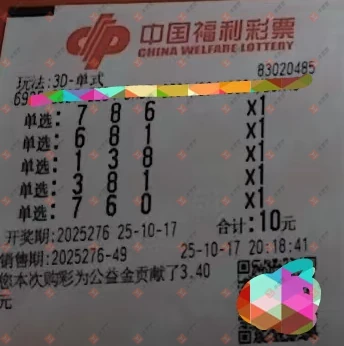 中国福利彩票
CHINA WELFARE LOTTERY
玩法:3D-单式
83020485
单选: 7 8 6 x1
单选: 6 8 1 x1
单选: 1 3 8 x1
单选: 3 8 1 x1
单选: 7 6 0 x1
合计:10元
开奖期:2025276 25-10-17
销售期:2025276-49 25-10-17 20:18:41
您本次购彩为公益金贡献了3.40
元